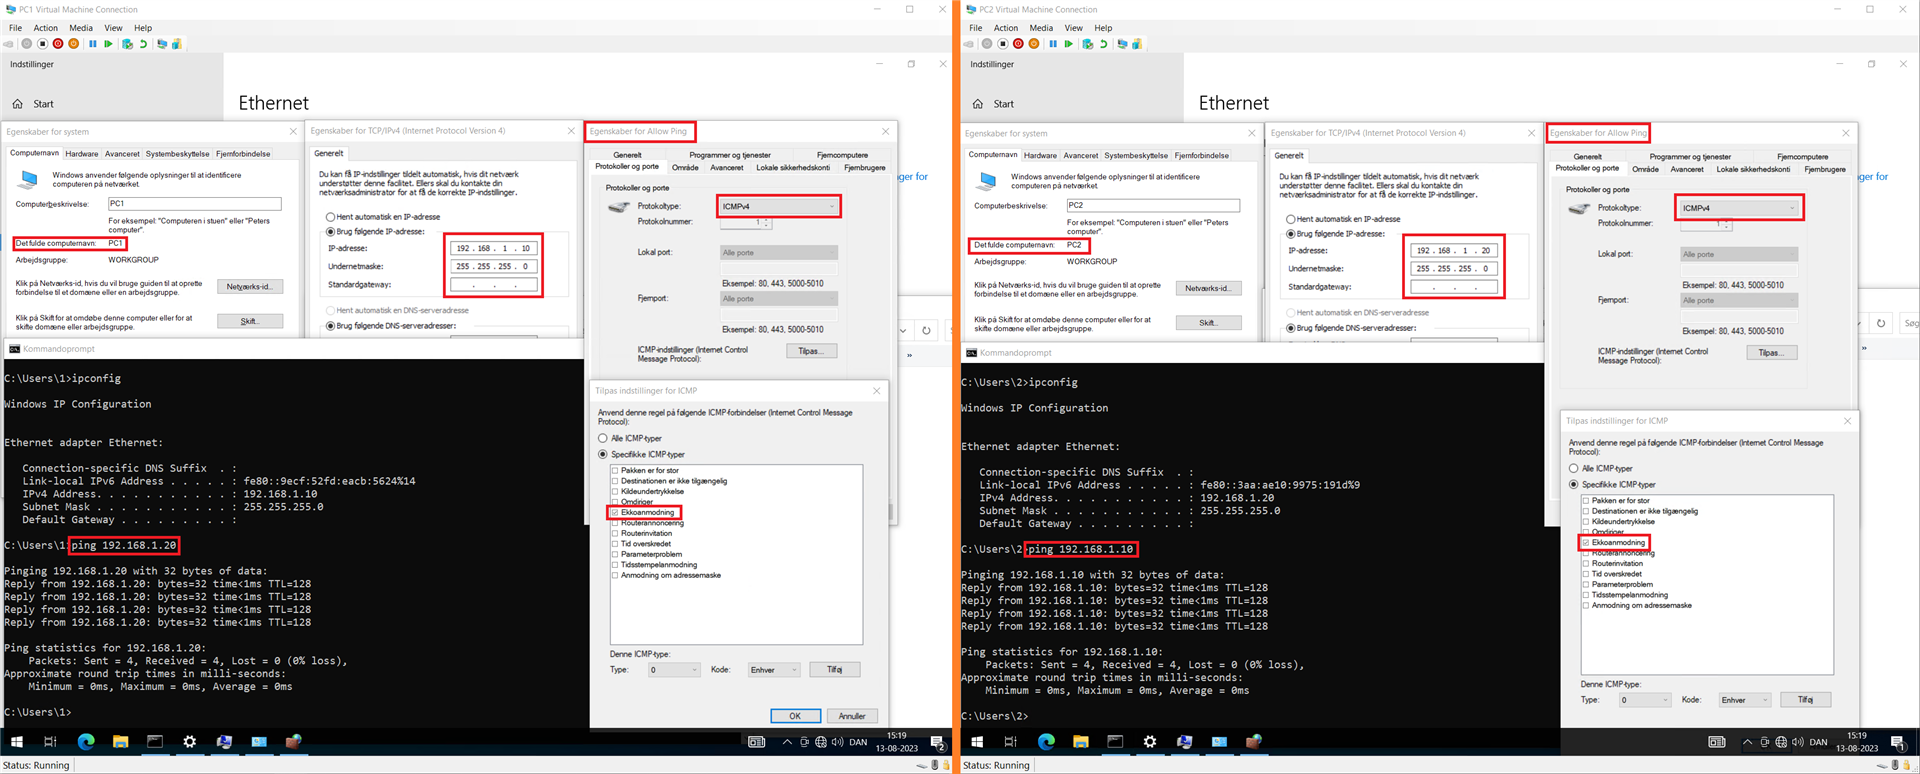 PC1 Virtual Machine Connection
File Action Media View Help
Indstillinger
Start
Ethernet
Egenskaber for system
Computernavn Hardware Avanceret Systembeskyttelse Fjernforbindelse
Windows anvender følgende oplysninger til at identificere
computeren på netværket.
Computerbeskrivelse: PC1
For eksempel: "Computeren i stuen" eller "Peters
computer".
Det fulde computernavn: PC1
Arbejdsgruppe: WORKGROUP
Klik på Netværks-id, hvis du vil bruge guiden til at oprette
forbindelse til et domæne eller en arbejdsgruppe.
Netværks-id...
Klik på Skift for at omdøbe denne computer eller for at
skifte domæne eller arbejdsgruppe.
Skift...
Egenskaber for TCP/IPv4 (Internet Protocol Version 4)
Generelt
Du kan få IP-indstillinger tildelt automatisk, hvis dit netværk
understøtter denne facilitet. Ellers skal du kontakte din
netværksadministrator for at få de korrekte IP-indstillinger.
Hent automatisk en IP-adresse
Brug følgende IP-adresse:
IP-adresse: 192 . 168 . 1 . 10
Undernetmaske: 255 . 255 . 255 . 0
Standardgateway: . . .
Hent automatisk en DNS-serveradresse
Brug følgende DNS-serveradresser:
Egenskaber for Allow Ping
Generelt Programmer og tjenester Fjerncomputere
Protokoller og porte Område Avanceret Lokale sikkerhedskonti Fjernbrugere
Protokoller og porte
Protokoltype: ICMPv4
Protokolnummer: 1
Lokal port: Alle porte
Eksempel: 80, 443, 5000-5010
Fjernport: Alle porte
Eksempel: 80, 443, 5000-5010
ICMP-indstillinger (Internet Control
Message Protocol):
Tilpas...
nger for
»
Kommandoprompt
C:\Users\1>ipconfig
Windows IP Configuration
Ethernet adapter Ethernet:
Connection-specific DNS Suffix . :
Link-local IPv6 Address . . . . . : fe80::9ecf:52fd:eacb:5624%14
IPv4 Address. . . . . . . . . . . : 192.168.1.10
Subnet Mask . . . . . . . . . . . : 255.255.255.0
Default Gateway . . . . . . . . . :
C:\Users\1>ping 192.168.1.20
Pinging 192.168.1.20 with 32 bytes of data:
Reply from 192.168.1.20: bytes=32 time<1ms TTL=128
Reply from 192.168.1.20: bytes=32 time<1ms TTL=128
Reply from 192.168.1.20: bytes=32 time<1ms TTL=128
Reply from 192.168.1.20: bytes=32 time<1ms TTL=128
Ping statistics for 192.168.1.20:
Packets: Sent = 4, Received = 4, Lost = 0 (0% loss),
Approximate round trip times in milli-seconds:
Minimum = 0ms, Maximum = 0ms, Average = 0ms
C:\Users\1>
Tilpas indstillinger for ICMP
Anvend denne regel på følgende ICMP-forbindelser (Internet Control Message
Protocol):
Alle ICMP-typer
Specifikke ICMP-typer
Pakken er for stor
Destinationen er ikke tilgængelig
Kildeundertrykkelse
Omdiriger
Ekkoanmodning
Routerannoncering
Routerinvitation
Tid overskredet
Parameterproblem
Tidsstempelanmodning
Anmodning om adressemaske
Denne ICMP-type:
Type: 0 Kode: Enhver Tilføj
OK Annuller
DAN 15:19
13-08-2023
2
Status: Running
PC2 Virtual Machine Connection
File Action Media View Help
Indstillinger
Start
Ethernet
Egenskaber for system
Computernavn Hardware Avanceret Systembeskyttelse Fjernforbindelse
Windows anvender følgende oplysninger til at identificere
computeren på netværket.
Computerbeskrivelse: PC2
For eksempel: "Computeren i stuen" eller "Peters
computer".
Det fulde computernavn: PC2
Arbejdsgruppe: WORKGROUP
Klik på Netværks-id, hvis du vil bruge guiden til at oprette
forbindelse til et domæne eller en arbejdsgruppe.
Netværks-id...
Klik på Skift for at omdøbe denne computer eller for at
skifte domæne eller arbejdsgruppe.
Skift...
Egenskaber for TCP/IPv4 (Internet Protocol Version 4)
Generelt
Du kan få IP-indstillinger tildelt automatisk, hvis dit netværk
understøtter denne facilitet. Ellers skal du kontakte din
netværksadministrator for at få de korrekte IP-indstillinger.
Hent automatisk en IP-adresse
Brug følgende IP-adresse:
IP-adresse: 192 . 168 . 1 . 20
Undernetmaske: 255 . 255 . 255 . 0
Standardgateway: . . .
Hent automatisk en DNS-serveradresse
Brug følgende DNS-serveradresser:
Egenskaber for Allow Ping
Generelt Programmer og tjenester Fjerncomputere
Protokoller og porte Område Avanceret Lokale sikkerhedskonti Fjernbrugere
Protokoller og porte
Protokoltype: ICMPv4
Protokolnummer: 1
Lokal port: Alle porte
Eksempel: 80, 443, 5000-5010
Fjernport: Alle porte
Eksempel: 80, 443, 5000-5010
ICMP-indstillinger (Internet Control
Message Protocol):
Tilpas...
nger for
Søg
»
Kommandoprompt
C:\Users\2>ipconfig
Windows IP Configuration
Ethernet adapter Ethernet:
Connection-specific DNS Suffix . :
Link-local IPv6 Address . . . . . : fe80::3aa:ae10:9975:191d%9
IPv4 Address. . . . . . . . . . . : 192.168.1.20
Subnet Mask . . . . . . . . . . . : 255.255.255.0
Default Gateway . . . . . . . . . :
C:\Users\2>ping 192.168.1.10
Pinging 192.168.1.10 with 32 bytes of data:
Reply from 192.168.1.10: bytes=32 time<1ms TTL=128
Reply from 192.168.1.10: bytes=32 time<1ms TTL=128
Reply from 192.168.1.10: bytes=32 time<1ms TTL=128
Reply from 192.168.1.10: bytes=32 time<1ms TTL=128
Ping statistics for 192.168.1.10:
Packets: Sent = 4, Received = 4, Lost = 0 (0% loss),
Approximate round trip times in milli-seconds:
Minimum = 0ms, Maximum = 0ms, Average = 0ms
C:\Users\2>
Tilpas indstillinger for ICMP
Anvend denne regel på følgende ICMP-forbindelser (Internet Control Message
Protocol):
Alle ICMP-typer
Specifikke ICMP-typer
Pakken er for stor
Destinationen er ikke tilgængelig
Kildeundertrykkelse
Omdiriger
Ekkoanmodning
Routerannoncering
Routerinvitation
Tid overskredet
Parameterproblem
Tidsstempelanmodning
Anmodning om adressemaske
Denne ICMP-type:
Type: 0 Kode: Enhver Tilføj
DAN 15:19
13-08-2023
1
Status: Running